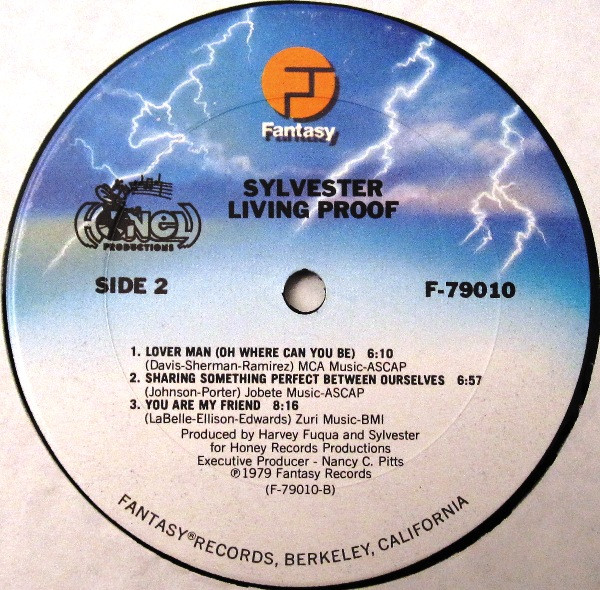 Fantasy
SYLVESTER
LIVING PROOF
HONEY
PRODUCTIONS
SIDE 2
F-79010
1. LOVER MAN (OH WHERE CAN YOU BE) 6:10
(Davis-Sherman-Ramirez) MCA Music-ASCAP
2. SHARING SOMETHING PERFECT BETWEEN OURSELVES 6:57
(Johnson-Porter) Jobete Music-ASCAP
3. YOU ARE MY FRIEND 8:16
(LaBelle-Ellison-Edwards) Zuri Music-BMI
Produced by Harvey Fuqua and Sylvester
for Honey Records Productions
Executive Producer - Nancy C. Pitts
℗1979 Fantasy Records
(F-79010-B)
FANTASY®RECORDS, BERKELEY, CALIFORNIA